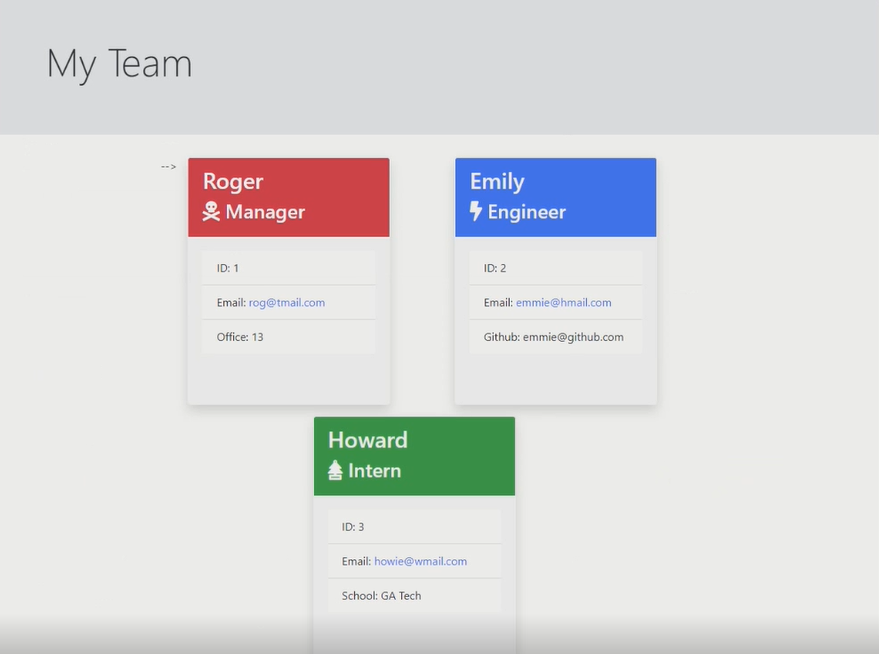 My Team
-->
Roger
Manager
ID: 1
Email: rog@tmail.com
Office: 13
Emily
Engineer
ID: 2
Email: emmie@hmail.com
Github: emmie@github.com
Howard
Intern
ID: 3
Email: howie@wmail.com
School: GA Tech